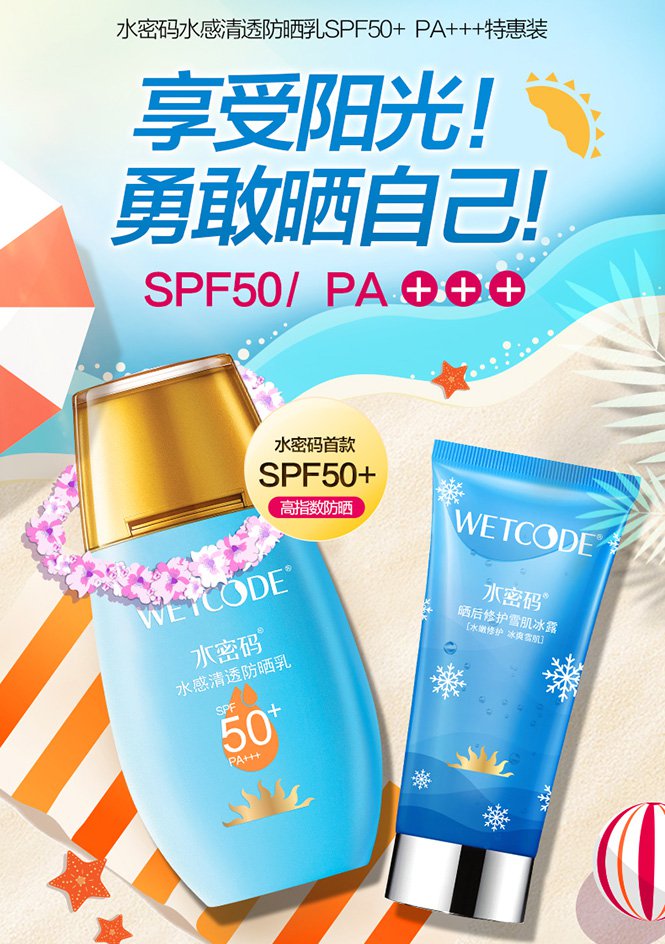 水密码水感清透防晒乳SPF50+ PA+++特惠装
享受阳光!
勇敢晒自己!
SPF50/ PA +++
水密码首款
SPF50+
高指数防晒
WETCODE®
水密码®
水感清透防晒乳
SPF
50+
PA+++
WETCODE®
水密码®
晒后修护雪肌冰露
[水嫩修护 冰爽雪肌]